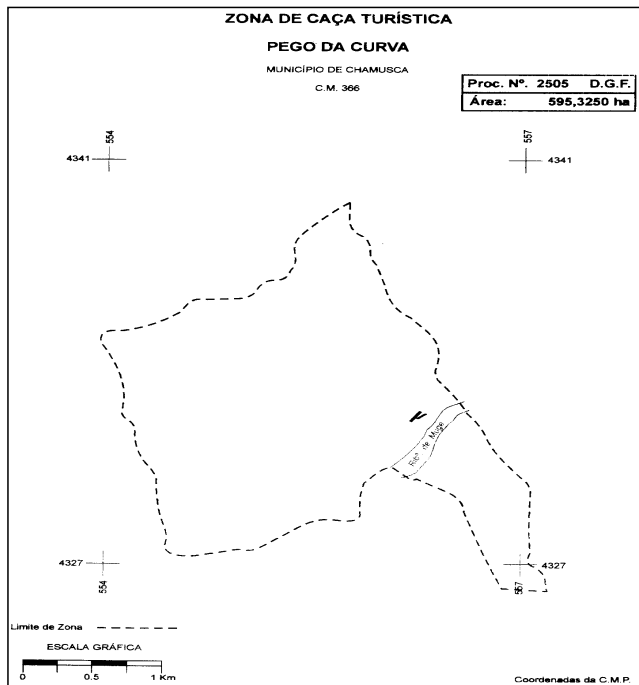 ZONA DE CAÇA TURÍSTICA
PEGO DA CURVA
MUNICÍPIO DE CHAMUSCA
C.M. 366
Proc. Nº. 2505 D.G.F.
Área: 595,3250 ha
554
557
4341
4341
Ribª de Muge
4327
4327
554
557
Limite de Zona
ESCALA GRÁFICA
0 0.5 1 Km
Coordenadas da C.M.P.